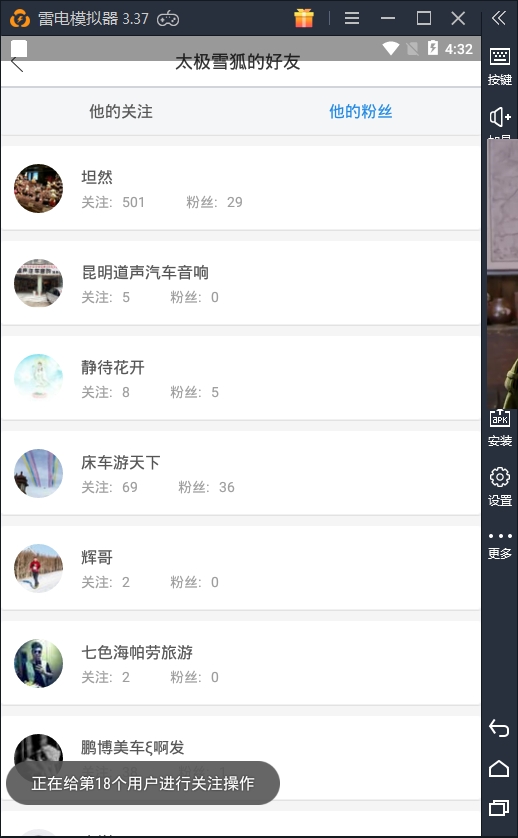 雷电模拟器 3.37
4:32
太极雪狐的好友
他的关注 他的粉丝
按键
坦然
关注: 501 粉丝: 29
昆明道声汽车音响
关注: 5 粉丝: 0
静待花开
关注: 8 粉丝: 5
床车游天下
关注: 69 粉丝: 36
辉哥
关注: 2 粉丝: 0
七色海帕劳旅游
关注: 2 粉丝: 0
鹏博美车ξ啊发
正在给第18个用户进行关注操作
APK
安装
设置
更多